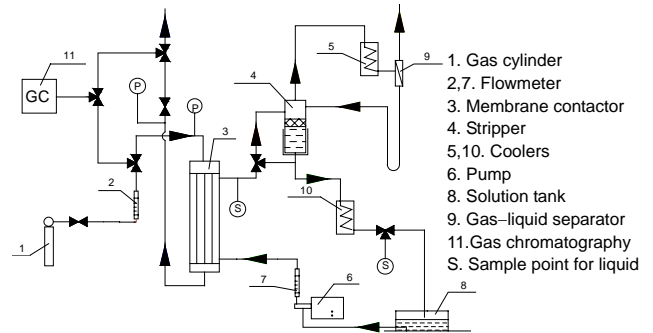 11
GC
P
P
5
9
4
3
2
1
S
10
S
7
6
8
1. Gas cylinder
2,7. Flowmeter
3. Membrane contactor
4. Stripper
5,10. Coolers
6. Pump
8. Solution tank
9. Gas–liquid separator
11.Gas chromatography
S. Sample point for liquid